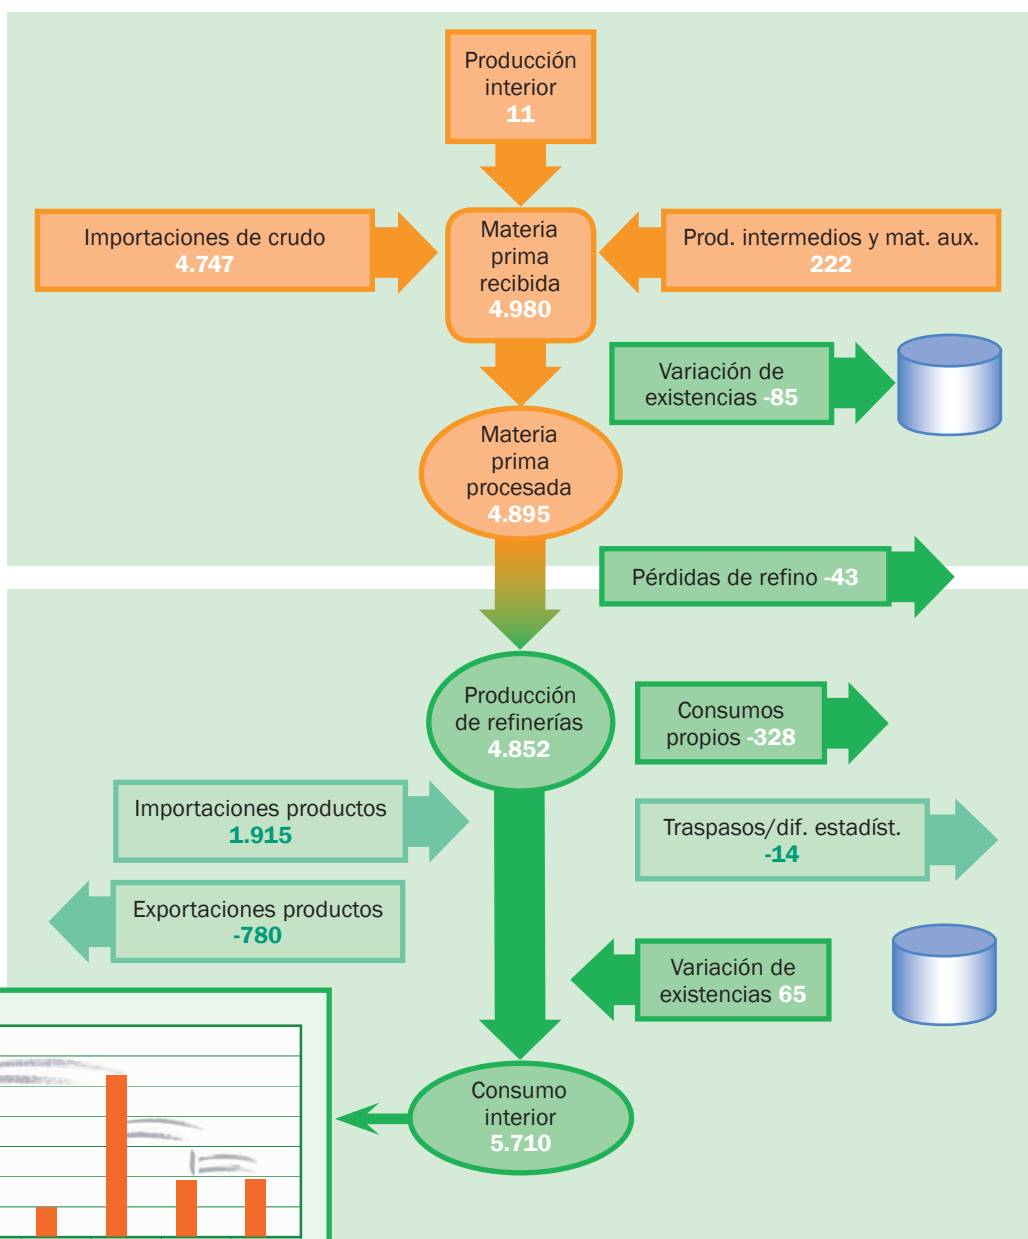 Producción
interior
11
Importaciones de crudo
4.747
Materia
prima
recibida
4.980
Prod. intermedios y mat. aux.
222
Variación de
existencias -85
Materia
prima
procesada
4.895
Pérdidas de refino -43
Producción
de refinerías
4.852
Consumos
propios -328
Importaciones productos
1.915
Traspasos/dif. estadíst.
-14
Exportaciones productos
-780
Variación de
existencias 65
Consumo
interior
5.710